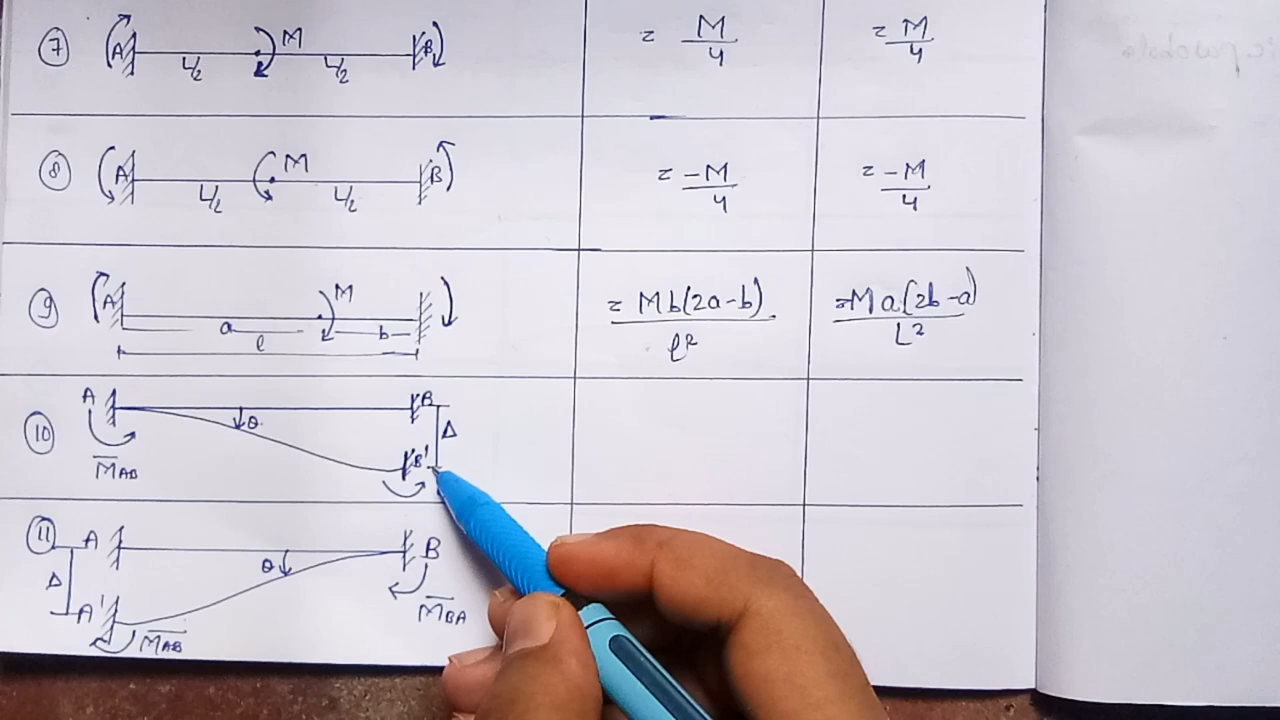 7 A M B L/2 L/2 = M/4 = M/4
8 A M B L/2 L/2 = -M/4 = -M/4
9 A M a b l = Mb(2a-b)/l² = Ma(2b-a)/L²
10 A B θ Δ B' M̅AB
11 A B θ Δ A' M̅AB M̅BA